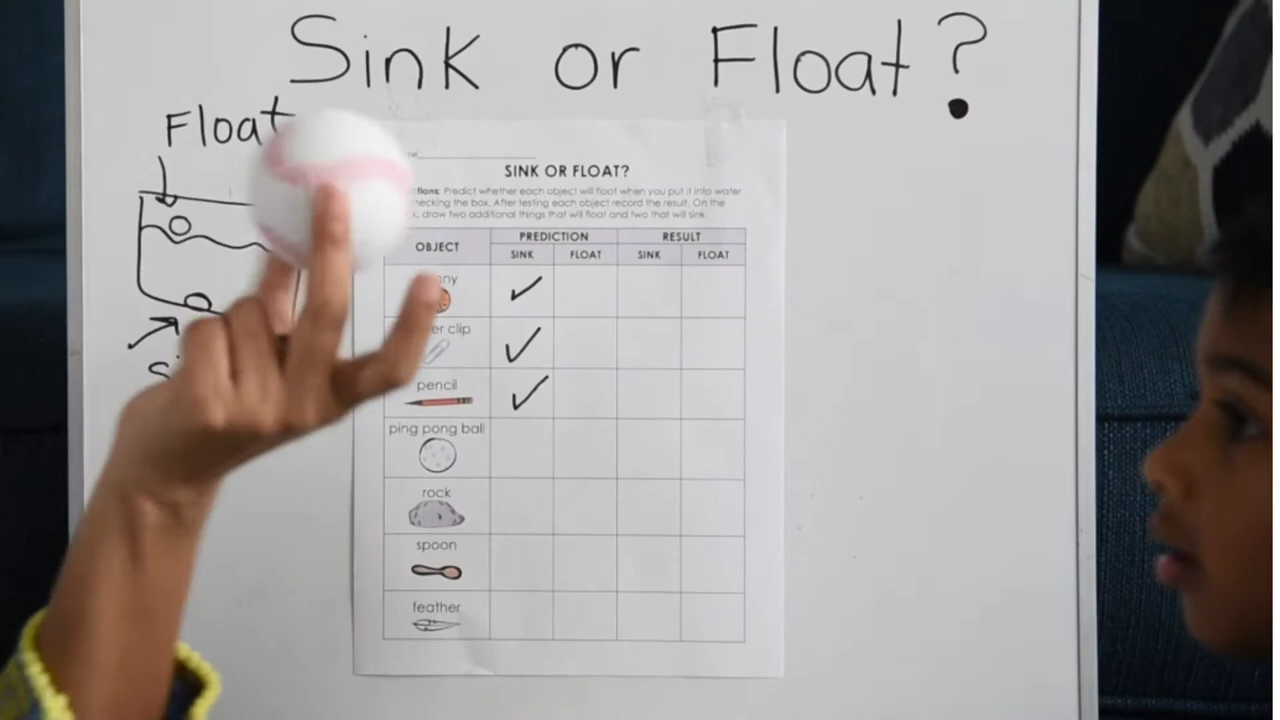 Sink or Float?
Float
SINK OR FLOAT?
Predict whether each object will float when you put it into water
box. After testing each object record the result. On the
draw two additional things that will float and two that will sink.
OBJECT PREDICTION RESULT
SINK FLOAT SINK FLOAT
clip
pencil
ping pong ball
rock
spoon
feather